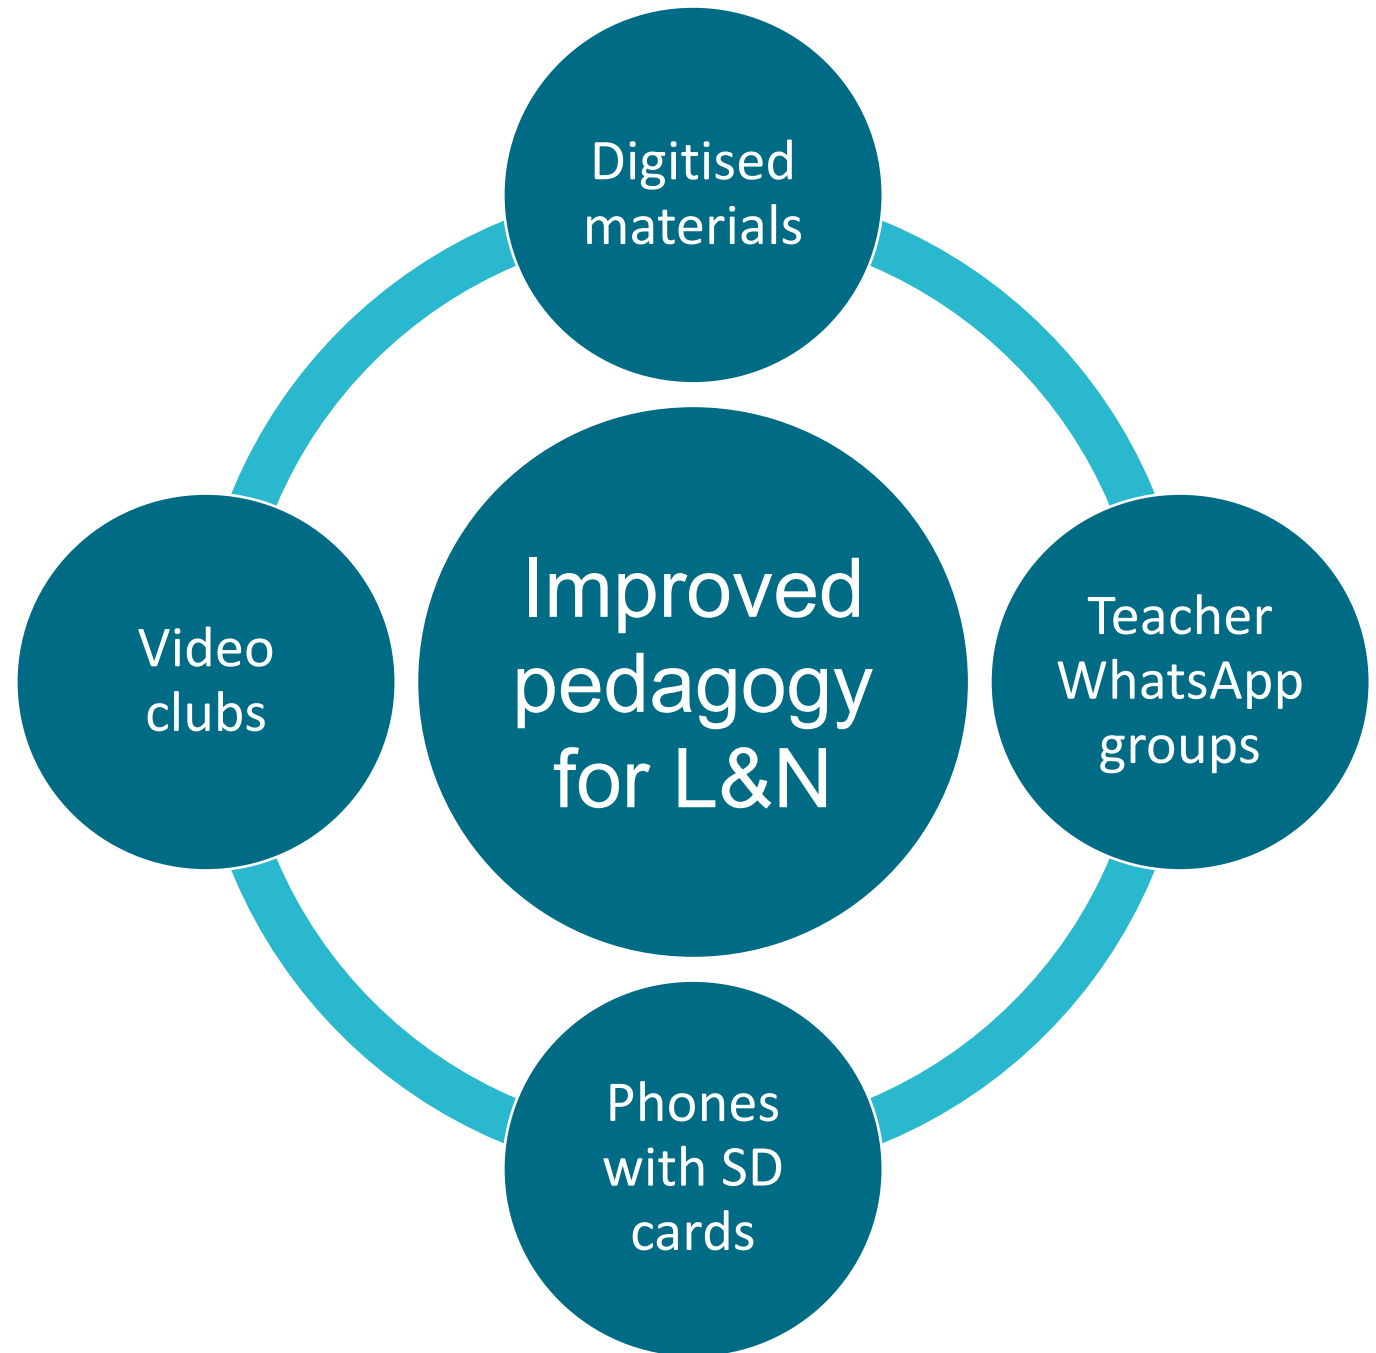 Digitised
materials
Improved
pedagogy
for L&N
Teacher
WhatsApp
groups
Phones
with SD
cards
Video
clubs